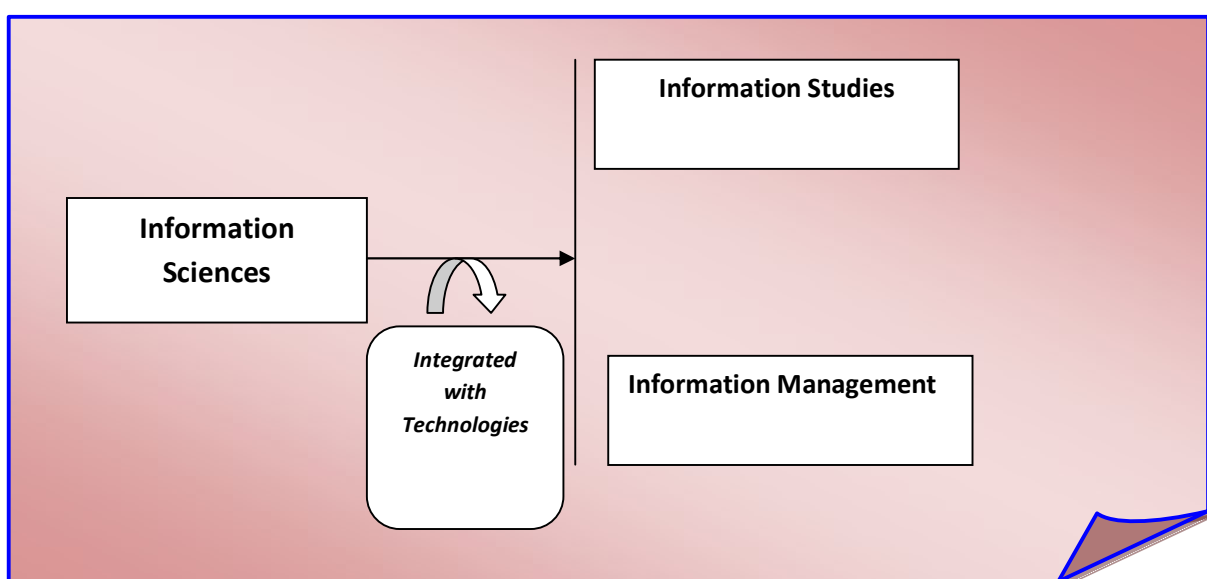 Information Studies
Information
Sciences
Integrated
with
Technologies
Information Management